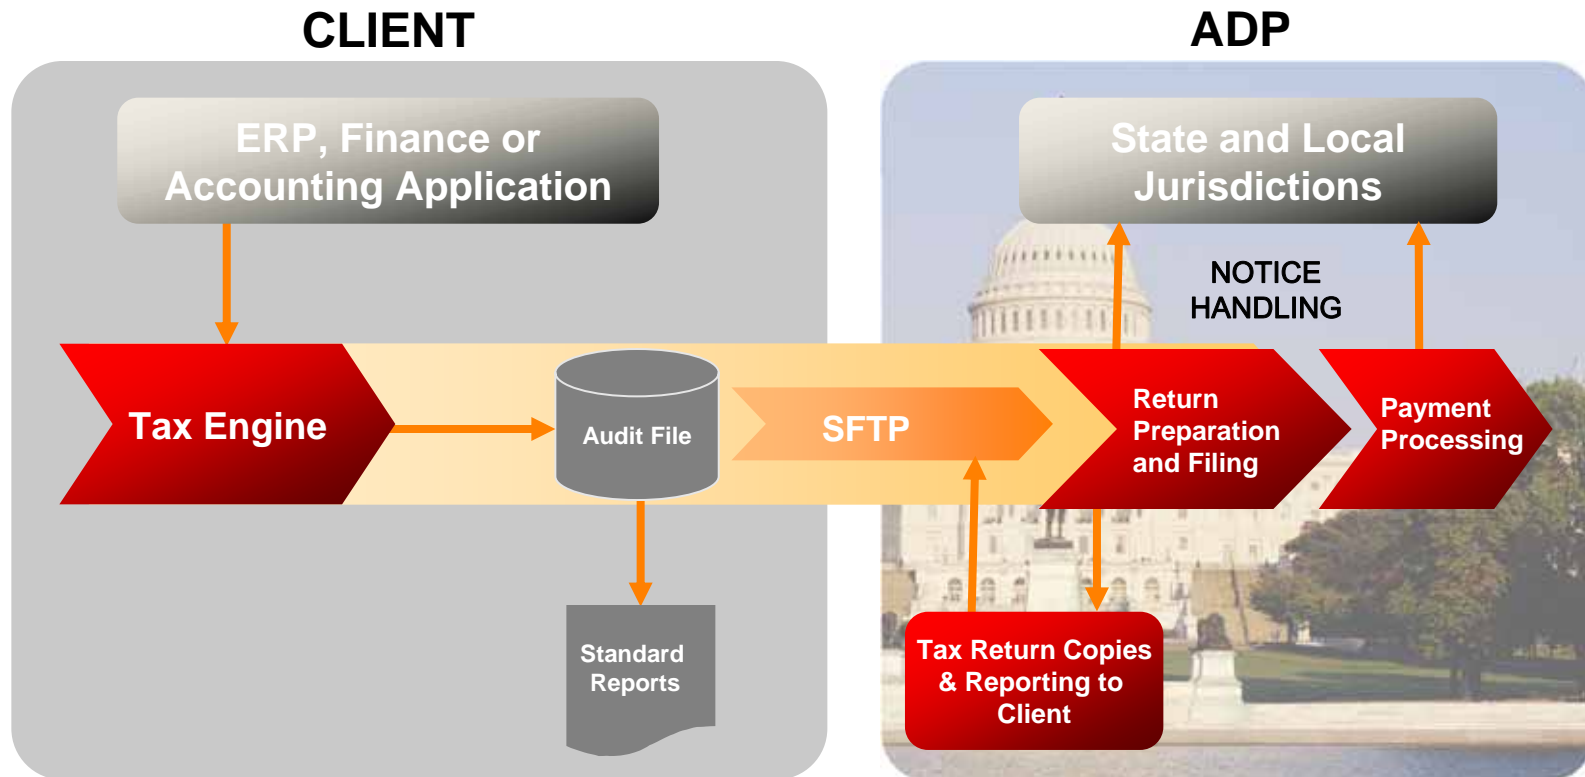 CLIENT
ERP, Finance or
Accounting Application
Tax Engine
Audit File
SFTP
Standard
Reports
ADP
State and Local
Jurisdictions
NOTICE
HANDLING
Return
Preparation
and Filing
Payment
Processing
Tax Return Copies
& Reporting to
Client